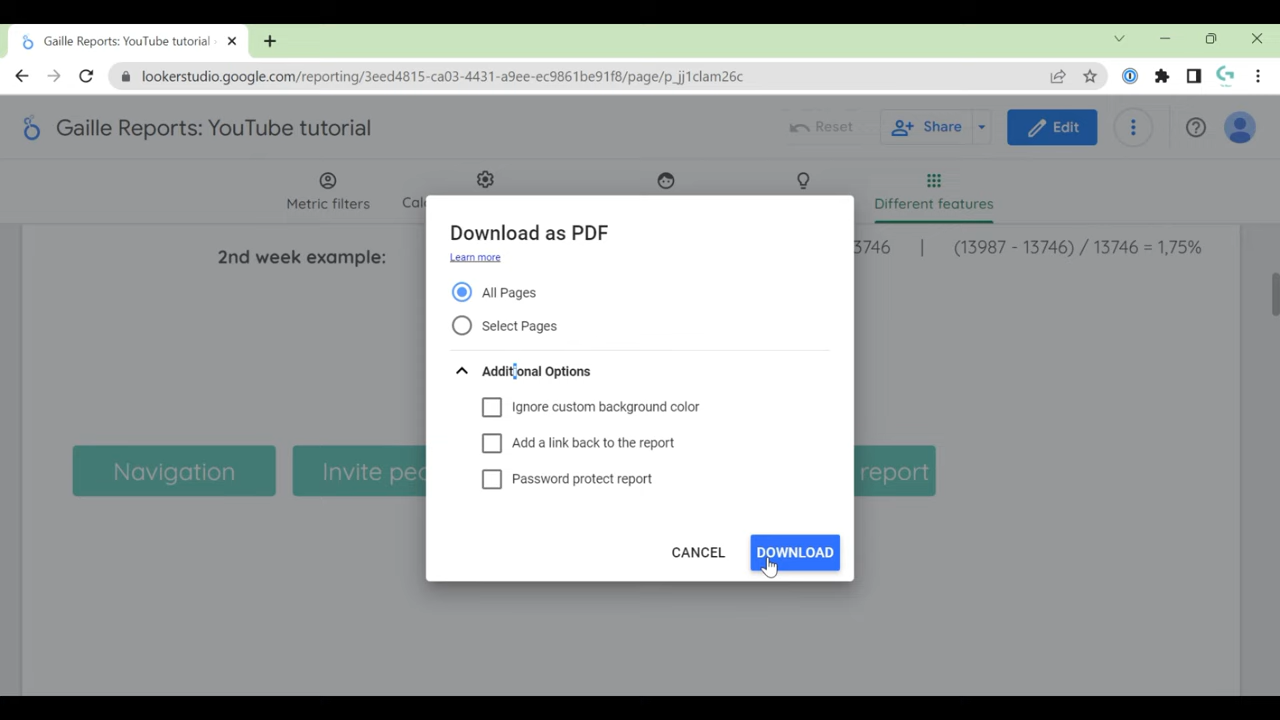 Gaille Reports: YouTube tutorial
lookerstudio.google.com/reporting/3eed4815-ca03-4431-a9ee-ec9861be91f8/page/p_jj1clam26c
Gaille Reports: YouTube tutorial
Reset
Share
Edit
Metric filters
Different features
2nd week example:
3746 | (13987 - 13746) / 13746 = 1,75%
Download as PDF
Learn more
All Pages
Select Pages
Additional Options
Ignore custom background color
Add a link back to the report
Password protect report
Navigation
Invite
report
CANCEL
DOWNLOAD